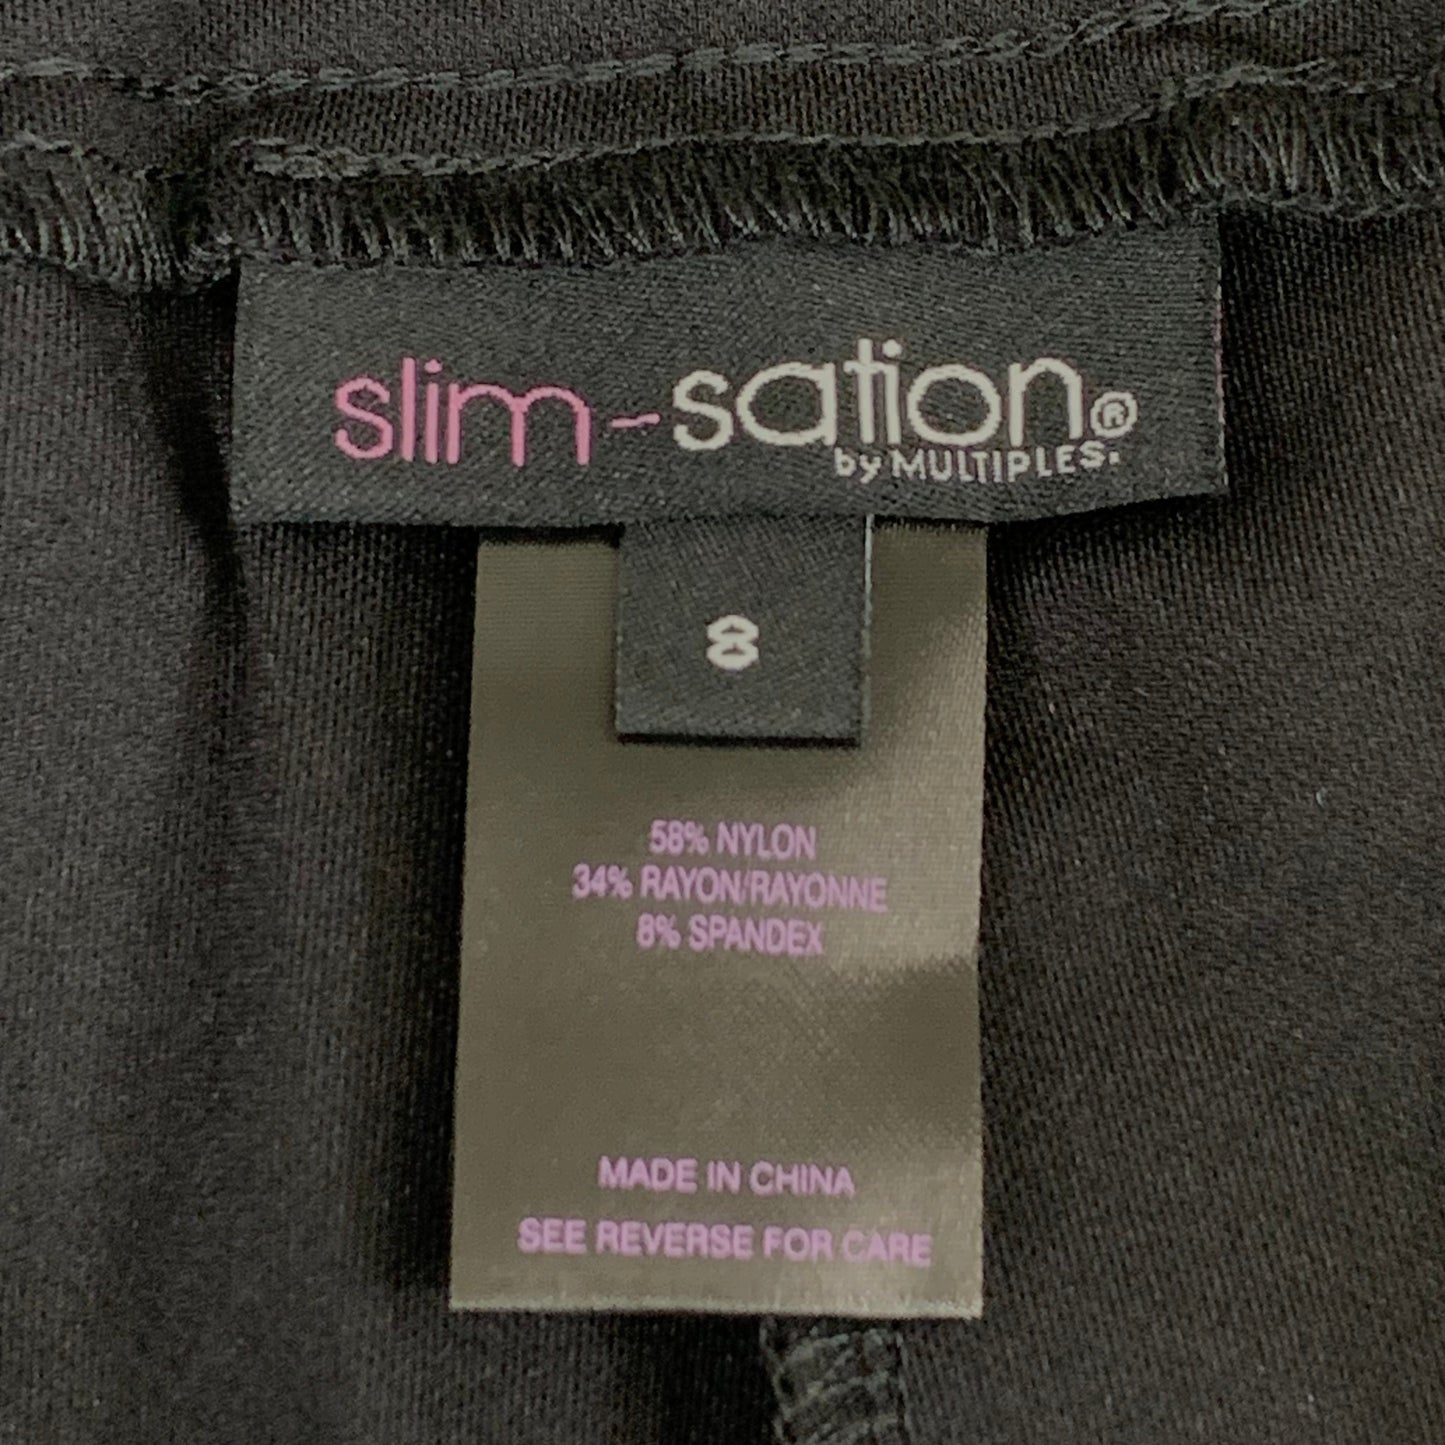 slim-sation®
by MULTIPLES.
8
58% NYLON
34% RAYON/RAYONNE
8% SPANDEX
MADE IN CHINA
SEE REVERSE FOR CARE